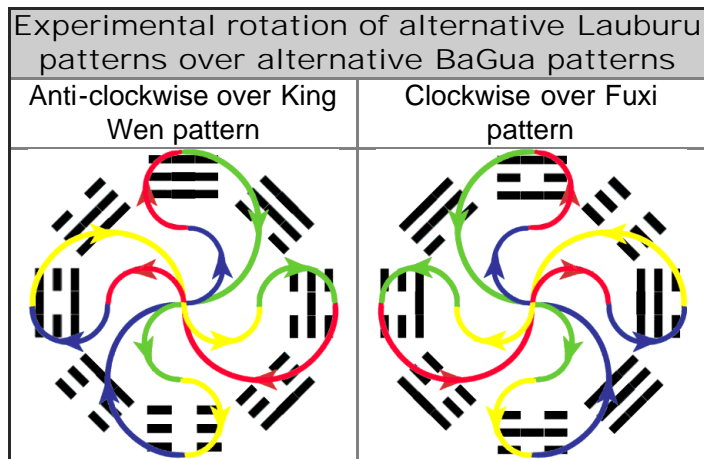 Experimental rotation of alternative Lauburu
patterns over alternative BaGua patterns
Anti-clockwise over King
Wen pattern
Clockwise over Fuxi
pattern